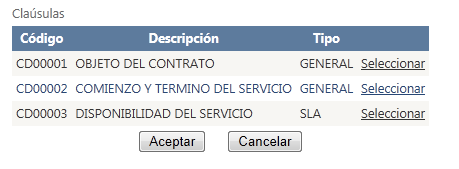 Claúsulas
Código Descripción Tipo
CD00001 OBJETO DEL CONTRATO GENERAL Seleccionar
CD00002 COMIENZO Y TERMINO DEL SERVICIO GENERAL Seleccionar
CD00003 DISPONIBILIDAD DEL SERVICIO SLA Seleccionar
Aceptar Cancelar